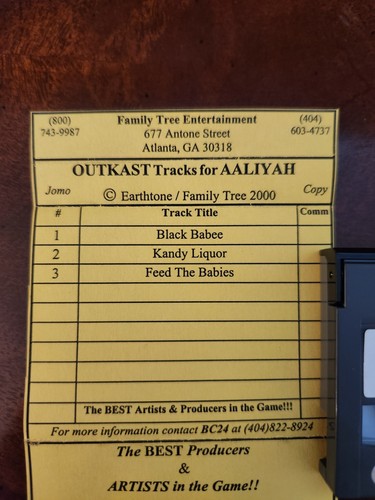 (800) Family Tree Entertainment (404)
743-9987 677 Antone Street 603-4737
Atlanta, GA 30318
OUTKAST Tracks for AALIYAH
Jomo © Earthtone / Family Tree 2000 Copy
# Track Title Comm
1 Black Babee
2 Kandy Liquor
3 Feed The Babies
The BEST Artists & Producers in the Game!!!
For more information contact BC24 at (404)822-8924
The BEST Producers
&
ARTISTS in the Game!!